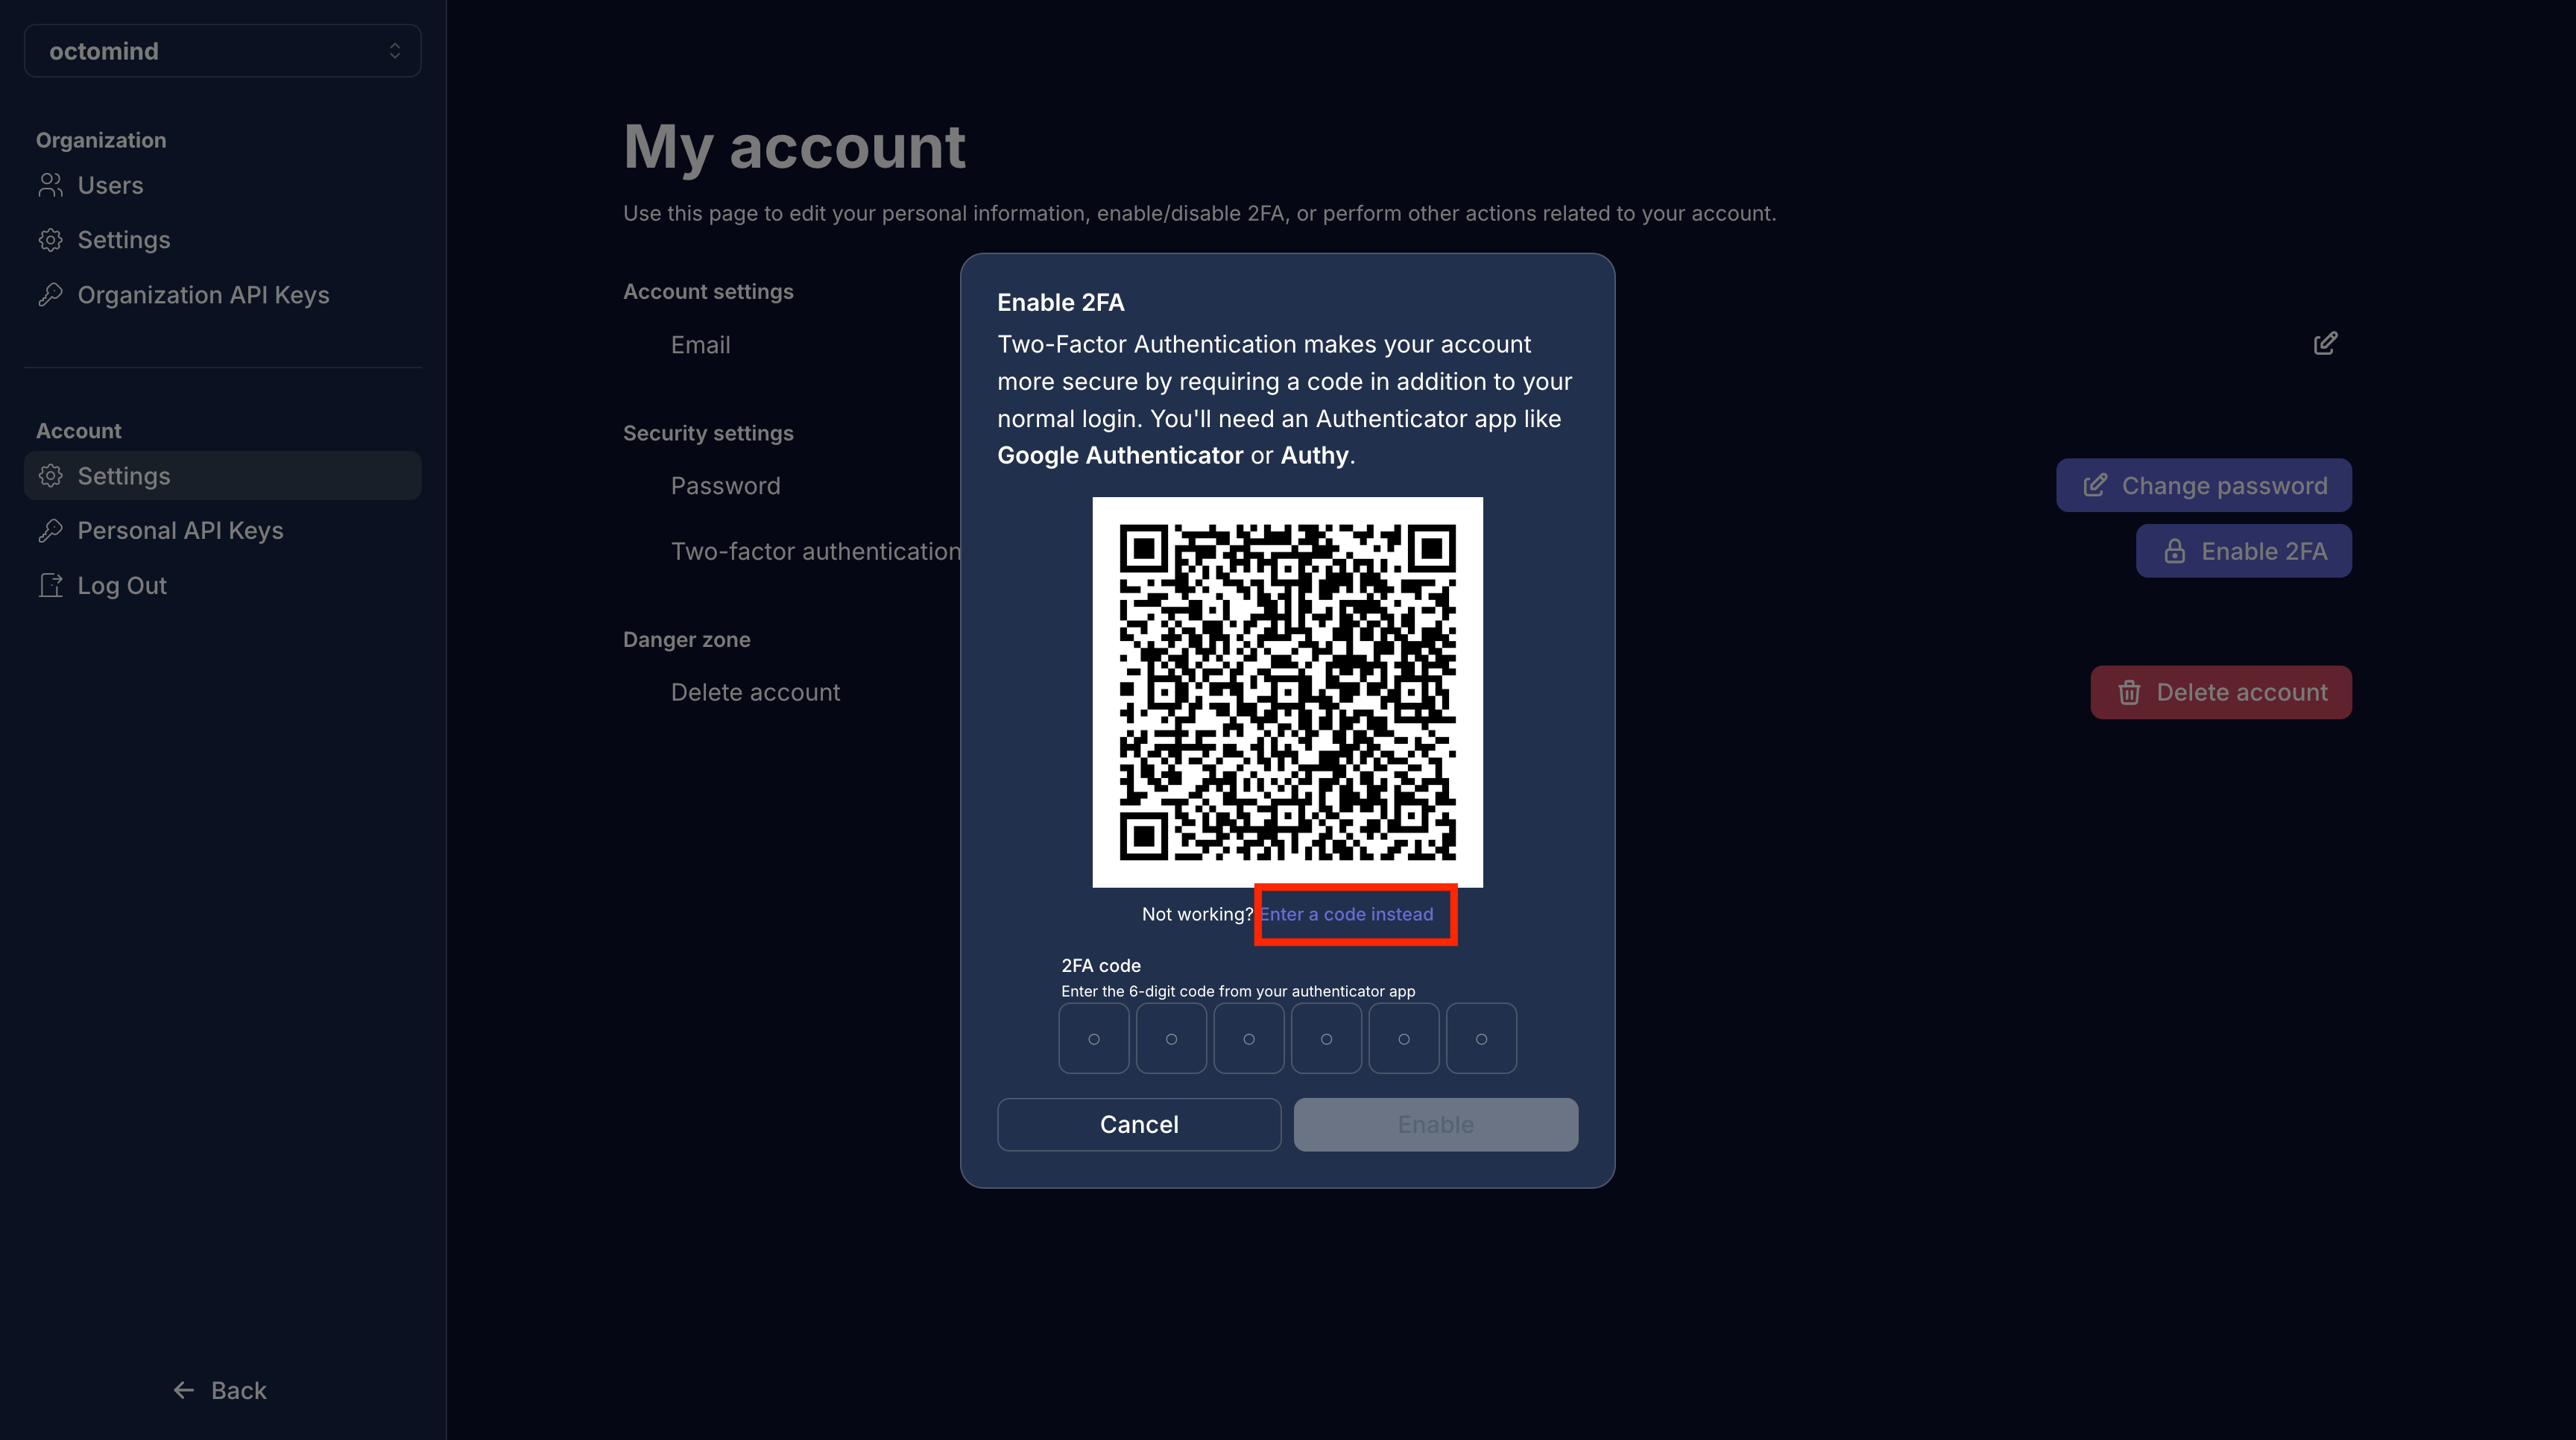 octomind
Organization
Users
Settings
Organization API Keys
Account
Settings
Personal API Keys
Log Out
Back
My account
Use this page to edit your personal information, enable/disable 2FA, or perform other actions related to your account.
Account settings
Email
Security settings
Password
Change password
Two-factor authentication
Enable 2FA
Danger zone
Delete account
Delete account
Enable 2FA
Two-Factor Authentication makes your account
more secure by requiring a code in addition to your
normal login. You'll need an Authenticator app like
Google Authenticator or Authy.
Not working? Enter a code instead
2FA code
Enter the 6-digit code from your authenticator app
Cancel
Enable